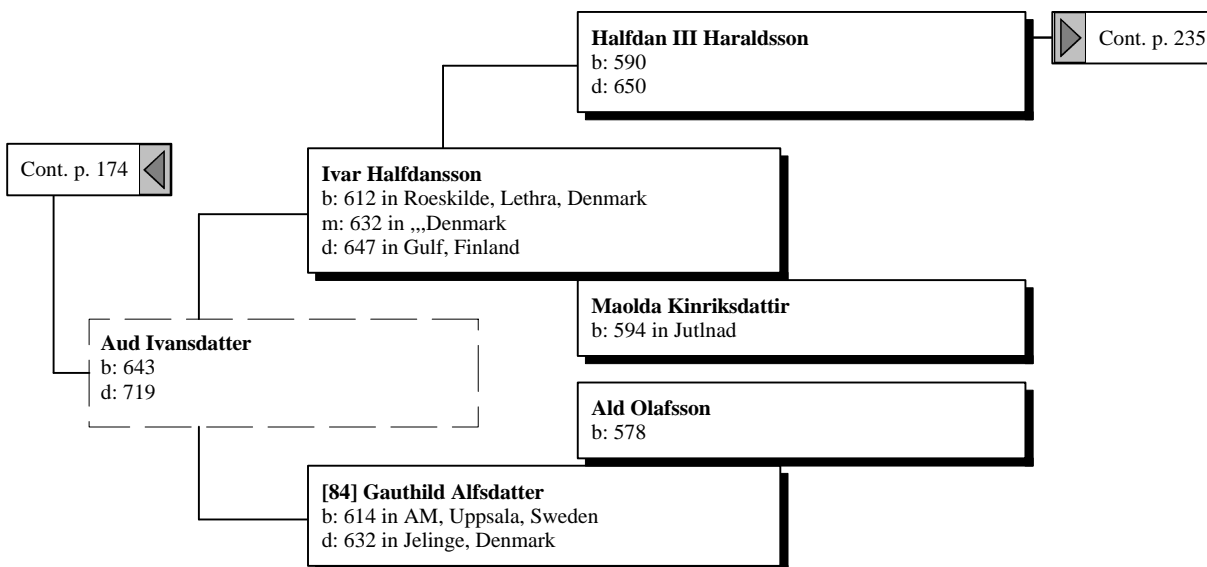 Halfdan III Haraldsson
b: 590
d: 650
Cont. p. 235
Cont. p. 174
Ivar Halfdansson
b: 612 in Roeskilde, Lethra, Denmark
m: 632 in ,,,Denmark
d: 647 in Gulf, Finland
Maolda Kinriksdattir
b: 594 in Jutlnad
Aud Ivansdatter
b: 643
d: 719
Ald Olafsson
b: 578
[84] Gauthild Alfsdatter
b: 614 in AM, Uppsala, Sweden
d: 632 in Jelinge, Denmark